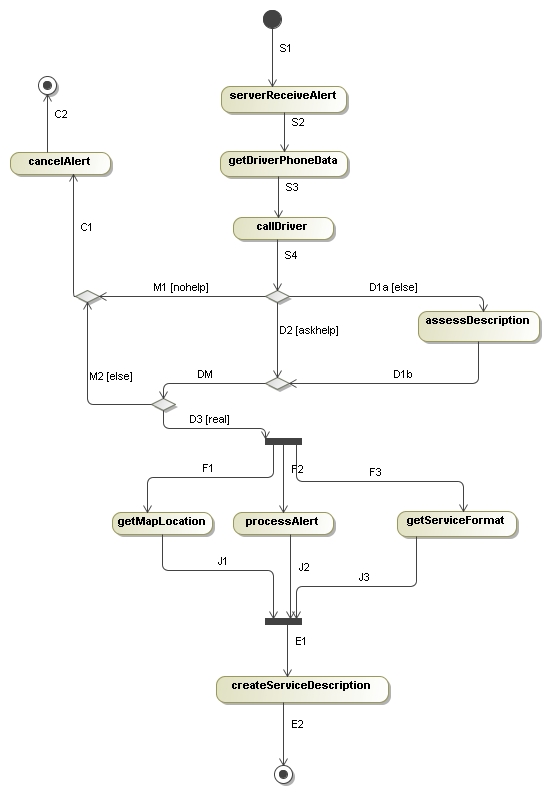 S1
serverReceiveAlert
C2
S2
cancelAlert
getDriverPhoneData
S3
callDriver
C1
S4
M1 [nohelp]
D1a [else]
assessDescription
D2 [askhelp]
M2 [else]
DM
D1b
D3 [real]
F1
F2
F3
getMapLocation
processAlert
getServiceFormat
J1
J2
J3
E1
createServiceDescription
E2